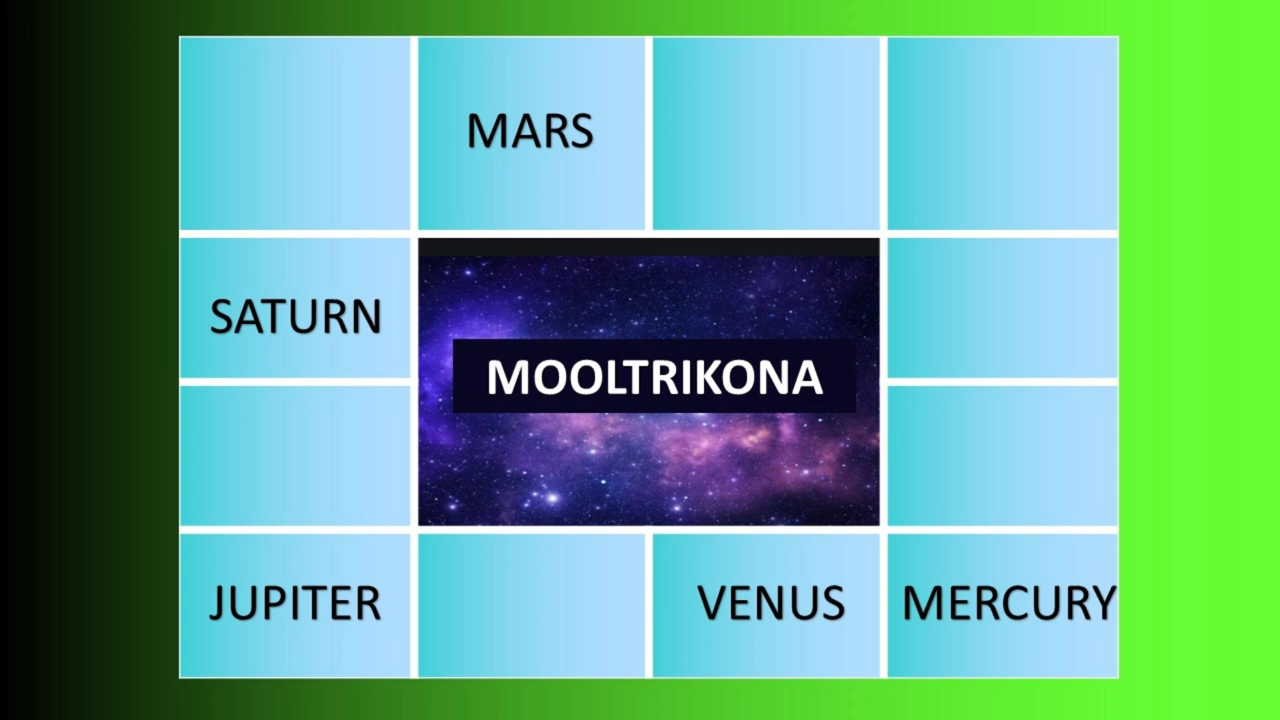 MARS
SATURN
MOOLTRIKONA
JUPITER
VENUS
MERCURY